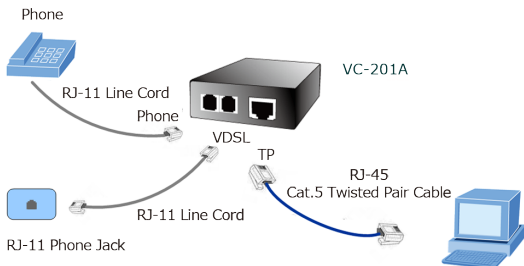 Phone
VC-201A
RJ-11 Line Cord
Phone
VDSL
TP
RJ-45
Cat.5 Twisted Pair Cable
RJ-11 Line Cord
RJ-11 Phone Jack